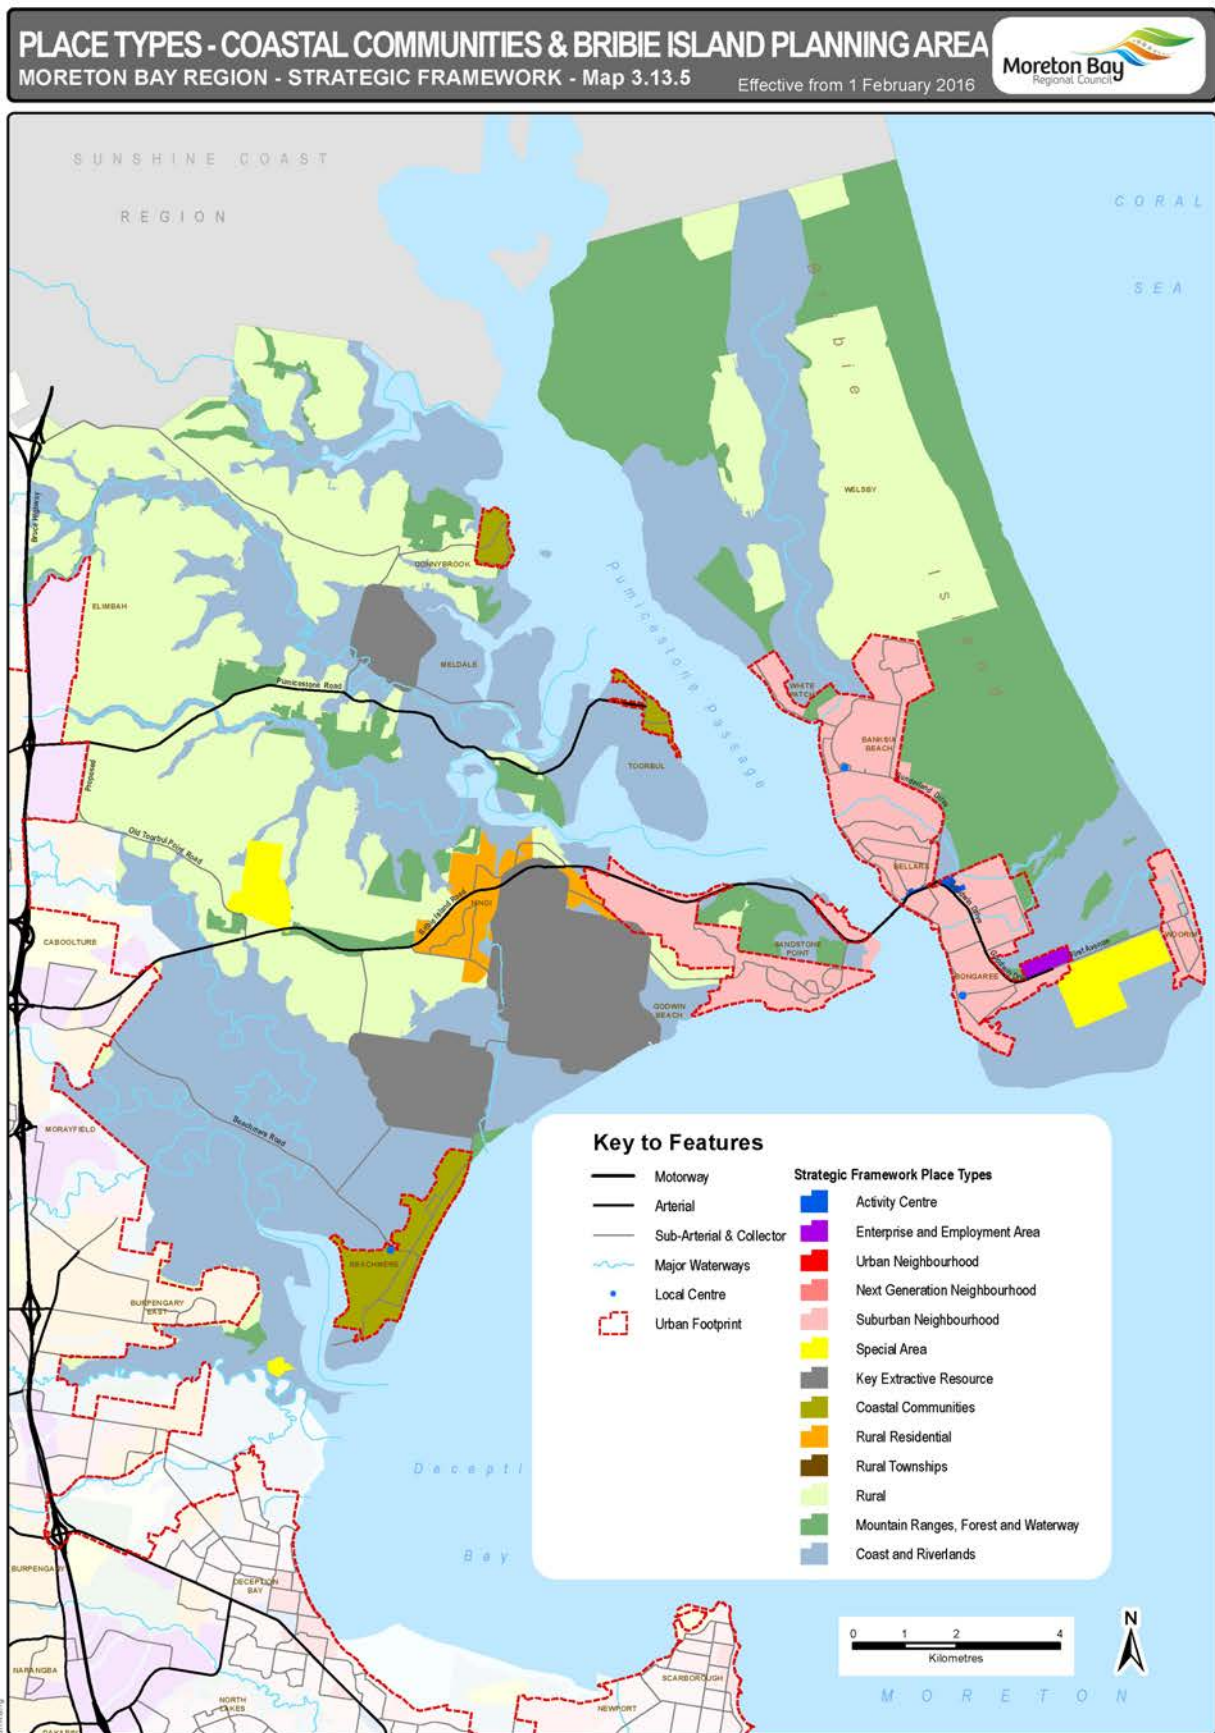 PLACE TYPES - COASTAL COMMUNITIES & BRIBIE ISLAND PLANNING AREA
MORETON BAY REGION - STRATEGIC FRAMEWORK - Map 3.13.5
Effective from 1 February 2016
Moreton Bay
Regional Council
SUNSHINE COAST
REGION
CORAL
SEA
Bribie
Island
WELSBY
Bruce Highway
DONNYBROOK
ELIMBAH
Pumicestone Passage
MELDALE
Pumicestone Road
WHITE
PATCH
BANKSIA
BEACH
TOORBUL
Proposed
Sunderland Drive
Old Toorbul Point Road
BELLARA
NINGI
Bribie Island Road
CABOOLTURE
SANDSTONE
POINT
WOORIM
BONGAREE
GODWIN
BEACH
MORAYFIELD
Beachmere Road
BEACHMERE
BURPENGARY
EAST
Key to Features
Motorway
Arterial
Sub-Arterial & Collector
Major Waterways
Local Centre
Urban Footprint
Strategic Framework Place Types
Activity Centre
Enterprise and Employment Area
Urban Neighbourhood
Next Generation Neighbourhood
Suburban Neighbourhood
Special Area
Key Extractive Resource
Coastal Communities
Rural Residential
Rural Townships
Rural
Mountain Ranges, Forest and Waterway
Coast and Riverlands
Decepti
Bay
BURPENGARY
DECEPTION
BAY
NARANGBA
NORTH
LAKES
NEWPORT
SCARBOROUGH
0 1 2 4
Kilometres
N
MORETON